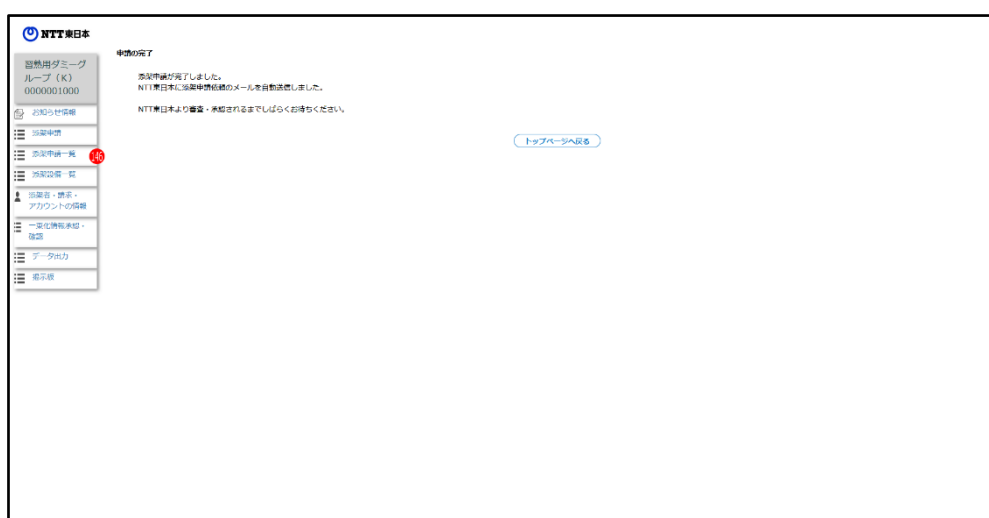 NTT東日本
習熟用ダミーグ
ループ（K）
0000001000
お知らせ情報
添架申請
添架申請一覧
146
添架設備一覧
添架者・請求・
アカウントの情報
一束化情報承認・
確認
データ出力
掲示板
申請の完了
添架申請が完了しました。
NTT東日本に添架申請依頼のメールを自動送信しました。
NTT東日本より審査・承認されるまでしばらくお待ちください。
トップページへ戻る